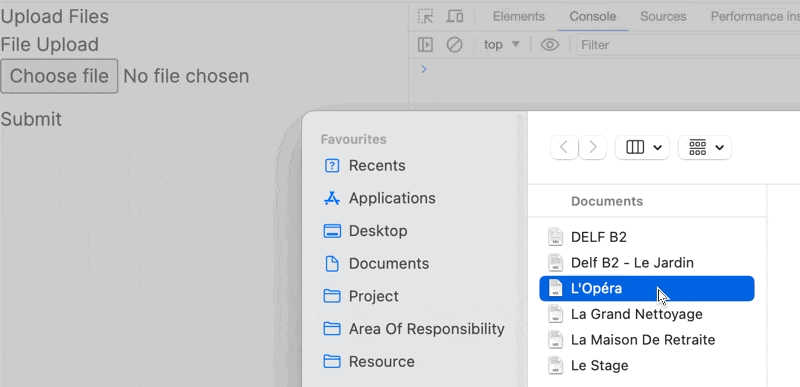 Upload Files
File Upload
Choose file No file chosen
Submit
Elements Console Sources Performance ins
top Filter
Favourites
Recents
Applications
Desktop
Documents
Project
Area Of Responsibility
Resource
Documents
DELF B2
Delf B2 - Le Jardin
L'Opéra
La Grand Nettoyage
La Maison De Retraite
Le Stage